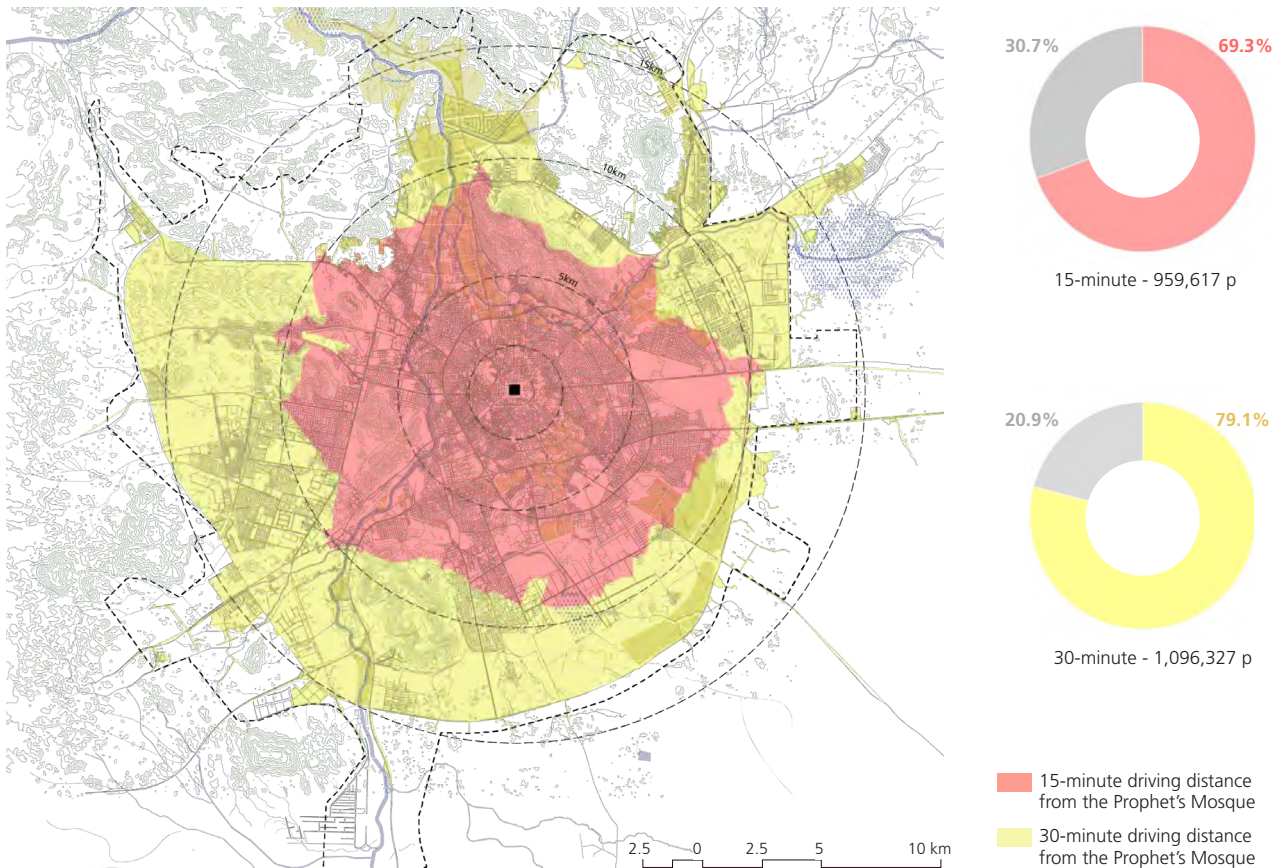 15km
10km
5km
30.7%
69.3%
15-minute - 959,617 p
20.9%
79.1%
30-minute - 1,096,327 p
15-minute driving distance
from the Prophet's Mosque
30-minute driving distance
from the Prophet's Mosque
2.5 0 2.5 5 10 km